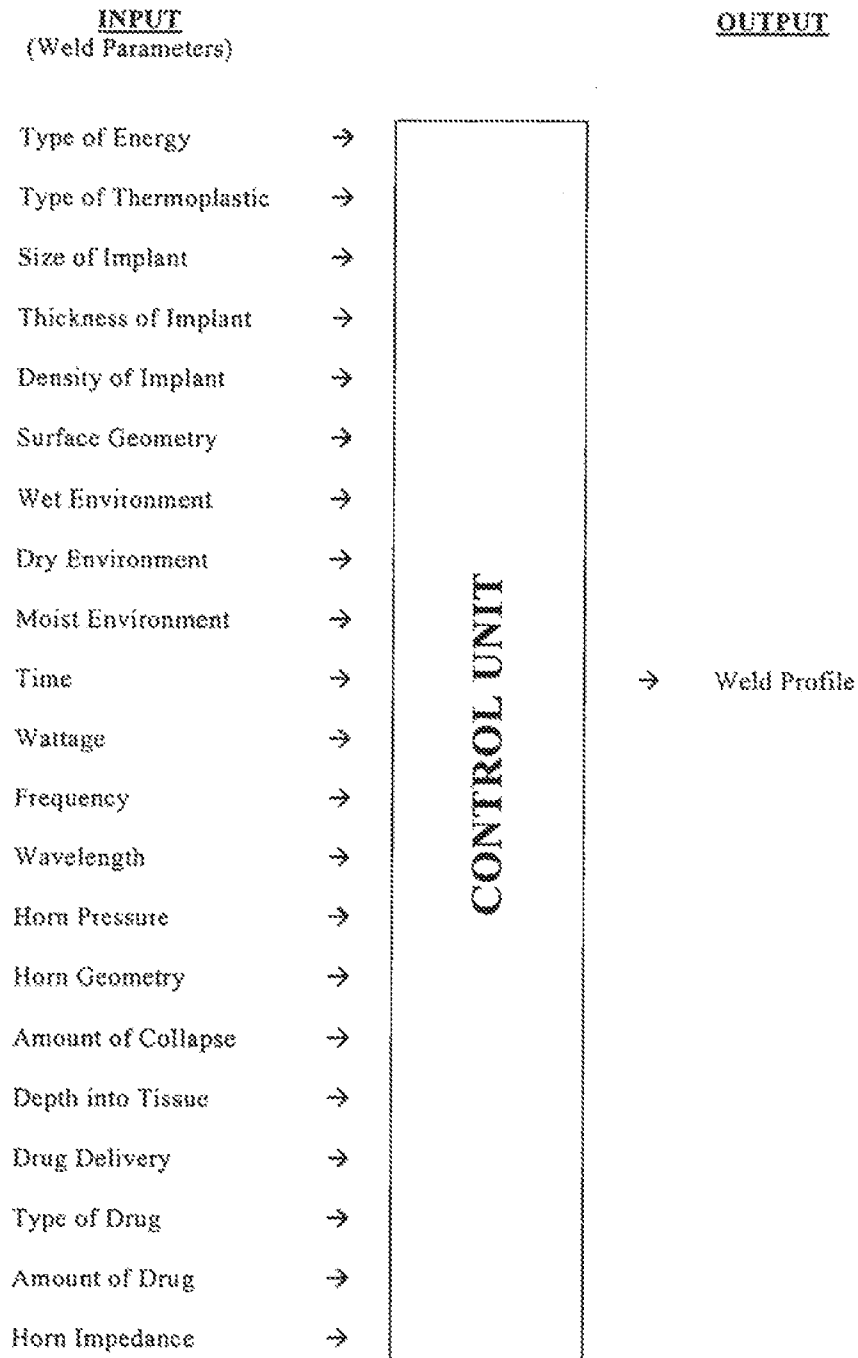 INPUT
(Weld Parameters)
OUTPUT
Type of Energy →
Type of Thermoplastic →
Size of Implant →
Thickness of Implant →
Density of Implant →
Surface Geometry →
Wet Environment →
Dry Environment →
Moist Environment →
Time →
Wattage →
Frequency →
Wavelength →
Horn Pressure →
Horn Geometry →
Amount of Collapse →
Depth into Tissue →
Drug Delivery →
Type of Drug →
Amount of Drug →
Horn Impedance →
CONTROL UNIT
→ Weld Profile